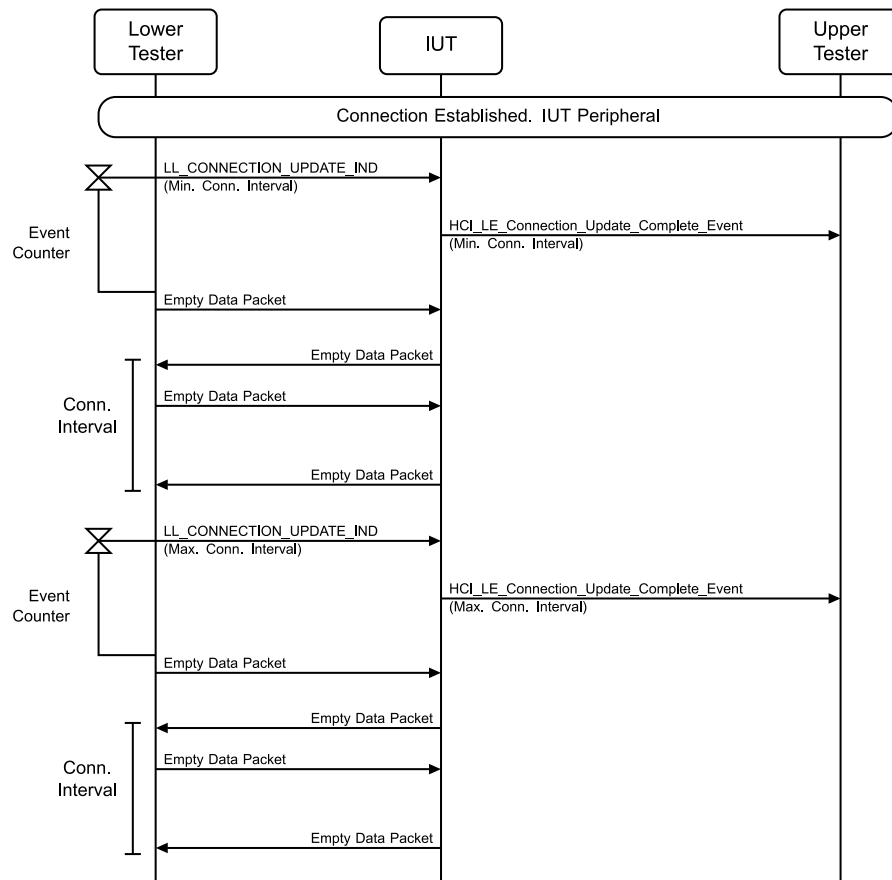 Lower
Tester
IUT
Upper
Tester
Connection Established. IUT Peripheral
LL_CONNECTION_UPDATE_IND
(Min. Conn. Interval)
HCI_LE_Connection_Update_Complete_Event
(Min. Conn. Interval)
Event
Counter
Empty Data Packet
Empty Data Packet
Conn.
Interval
Empty Data Packet
Empty Data Packet
LL_CONNECTION_UPDATE_IND
(Max. Conn. Interval)
HCI_LE_Connection_Update_Complete_Event
(Max. Conn. Interval)
Event
Counter
Empty Data Packet
Empty Data Packet
Conn.
Interval
Empty Data Packet
Empty Data Packet